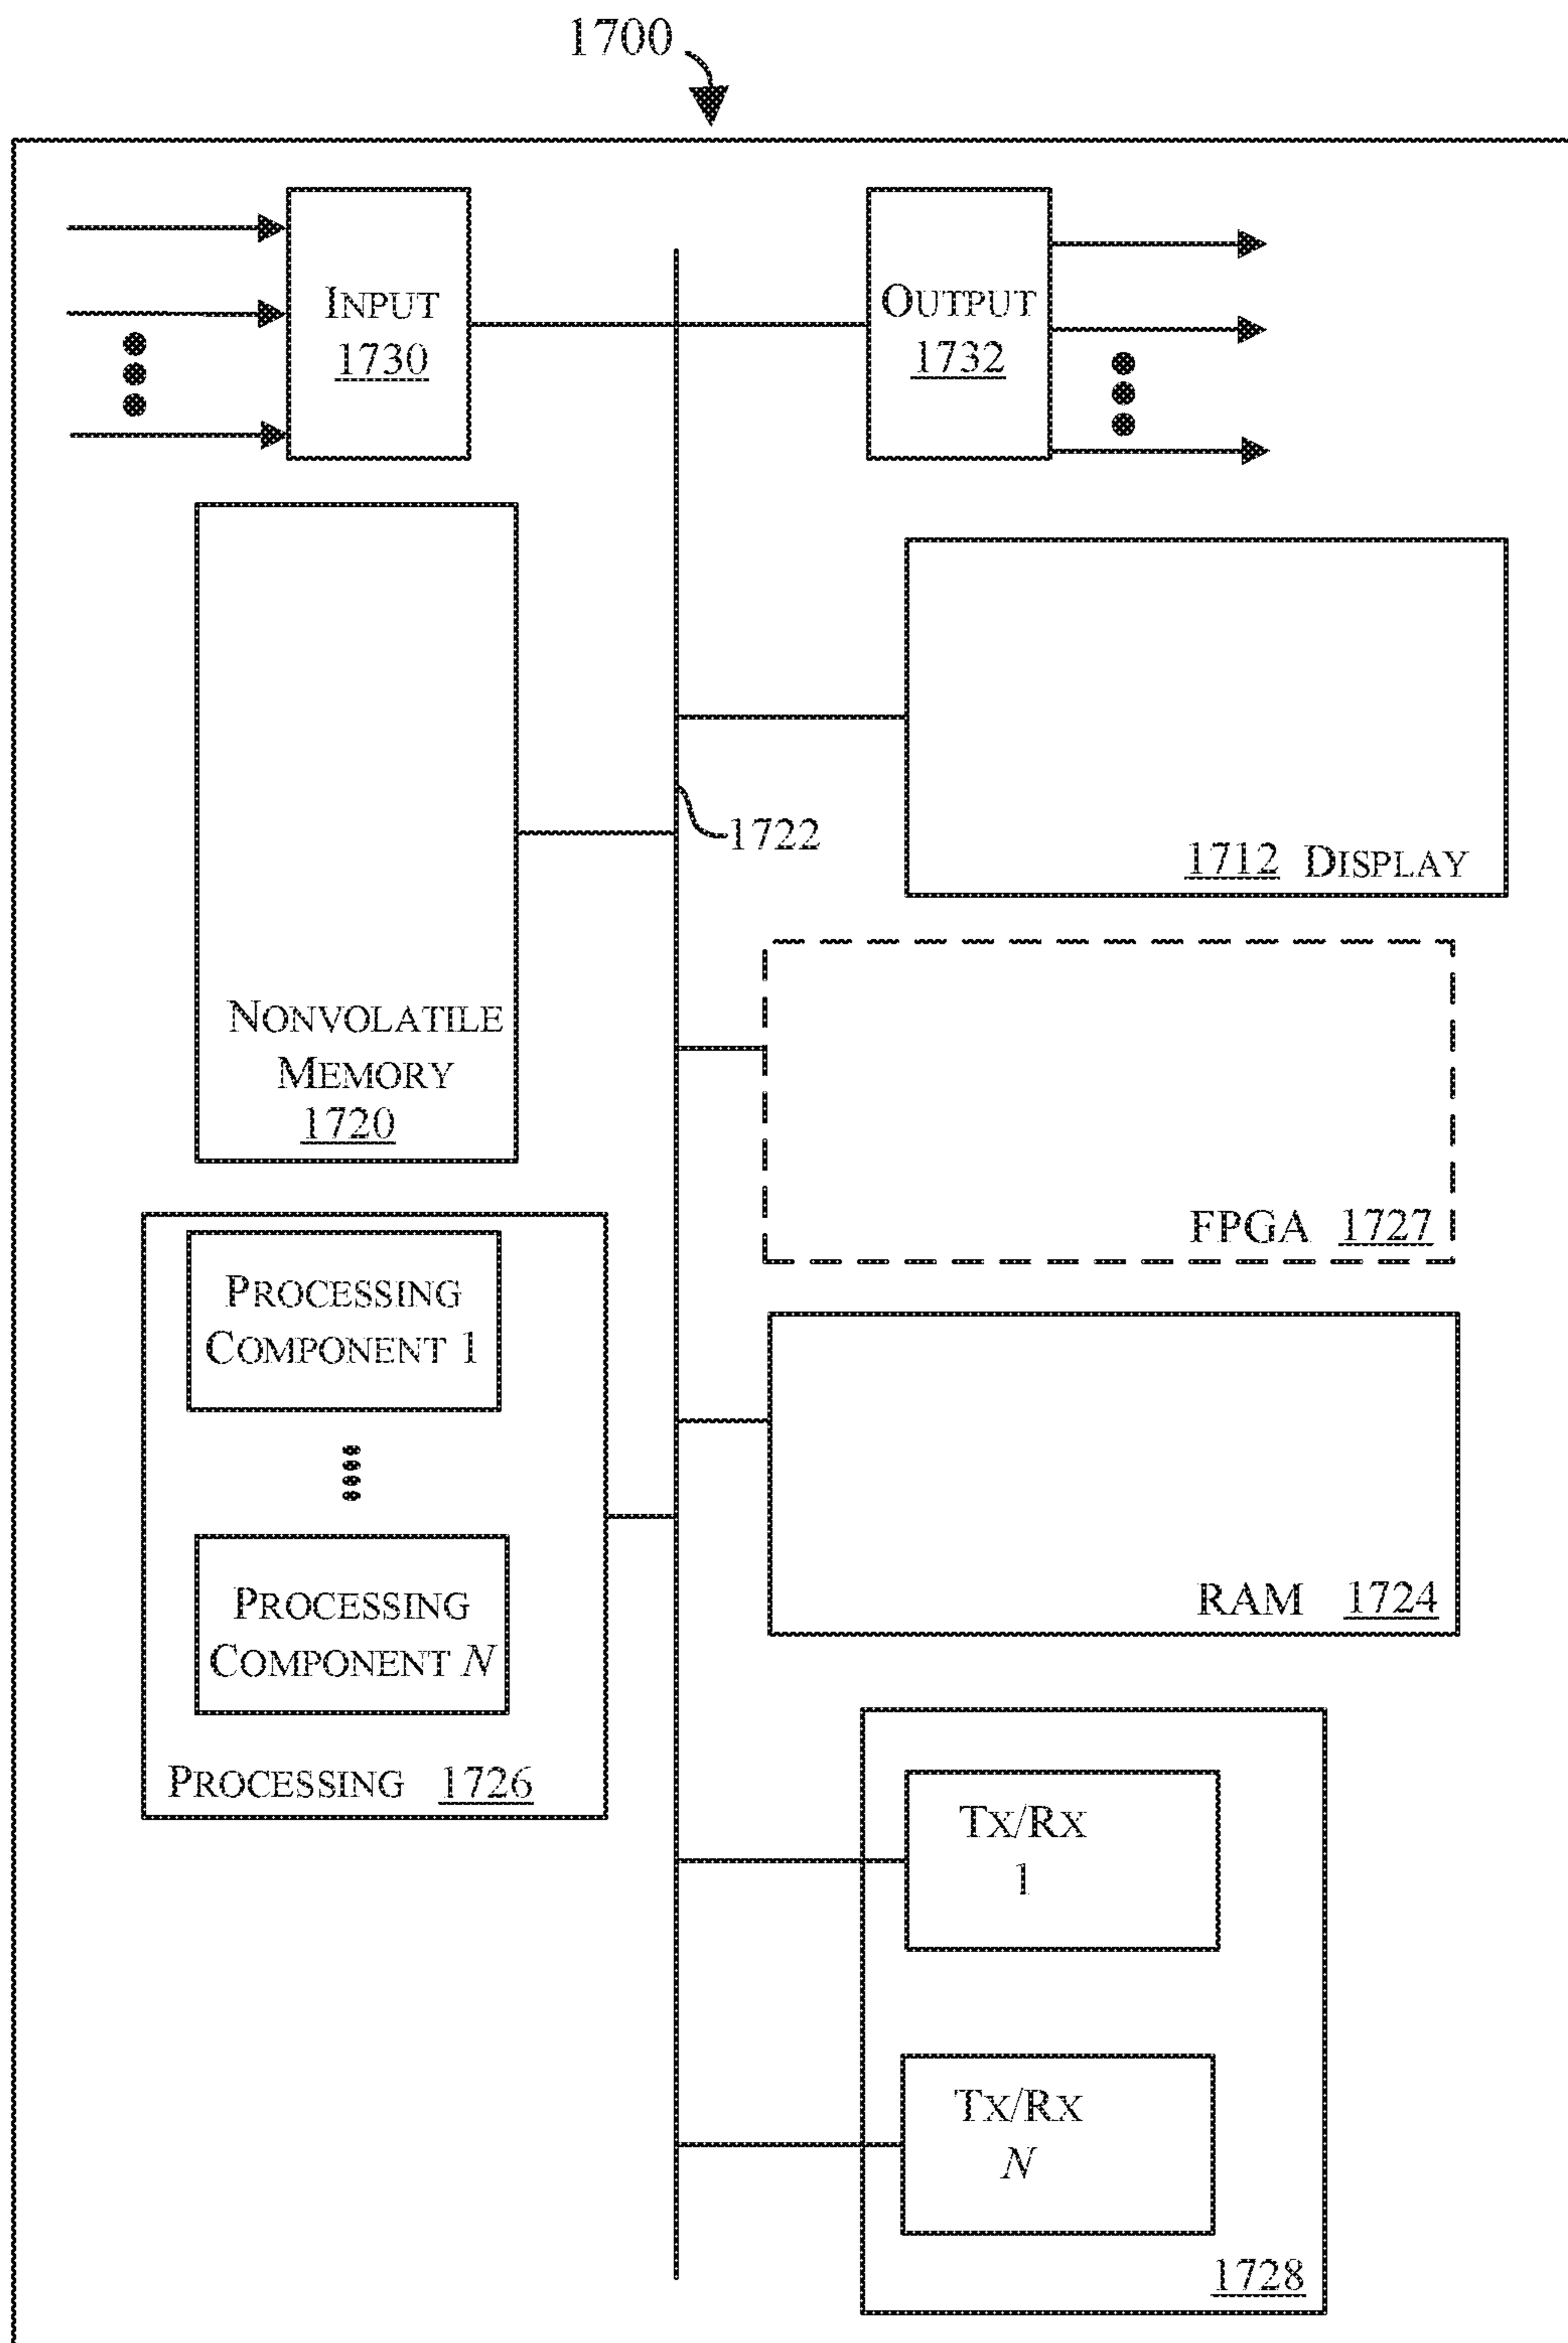 1700
INPUT
1730
OUTPUT
1732
1722
1712 DISPLAY
NONVOLATILE
MEMORY
1720
FPGA 1727
PROCESSING
COMPONENT 1
PROCESSING
COMPONENT N
PROCESSING 1726
RAM 1724
TX/RX
1
TX/RX
N
1728